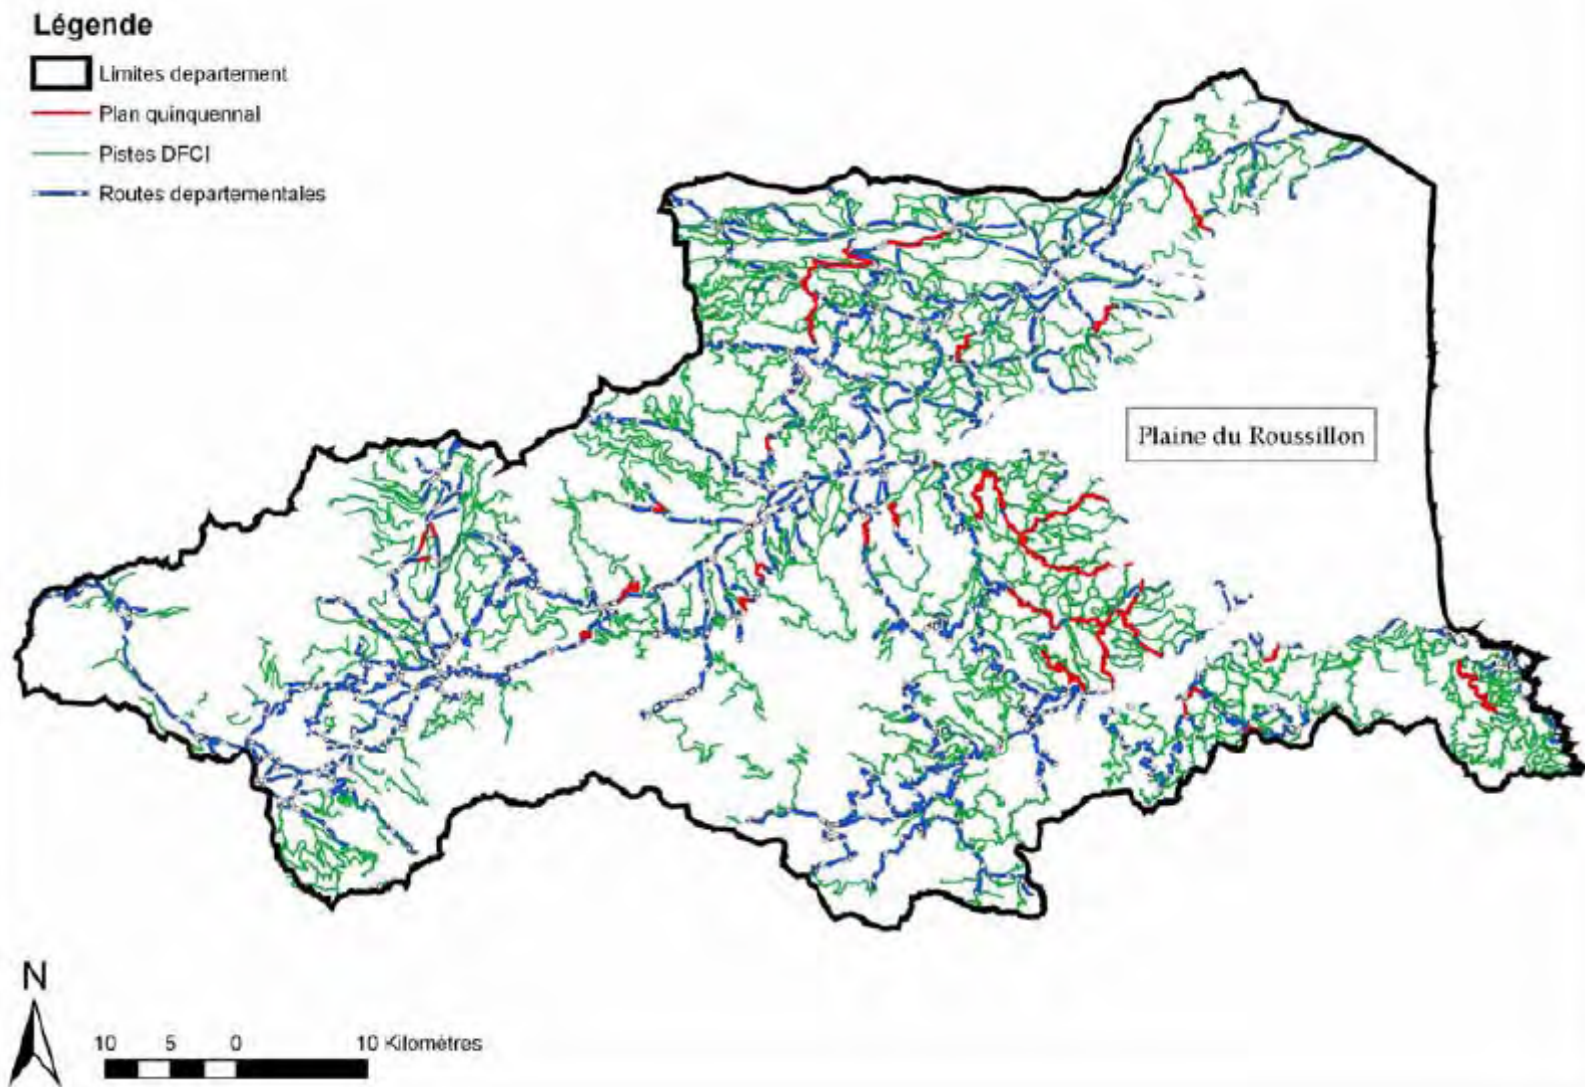 Légende
Limites departement
Plan quinquennal
Pistes DFCI
Routes departementales
Plaine du Roussillon
N
10 5 0 10 Kilomètres